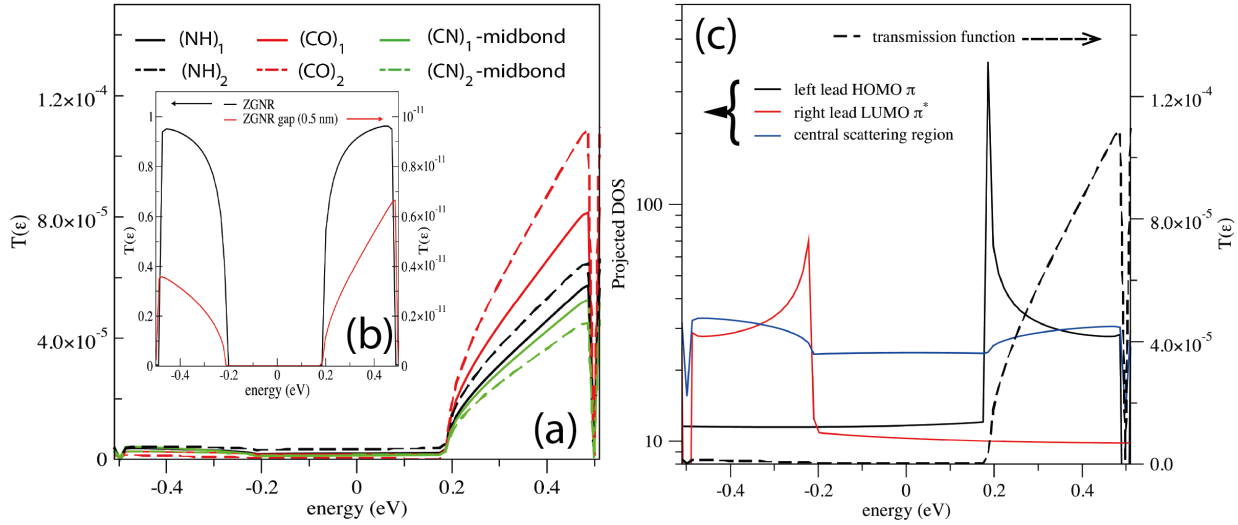 (NH)1 (CO)1 (CN)1-midbond
(NH)2 (CO)2 (CN)2-midbond
T(ε)
1.2×10-4
8.0×10-5
4.0×10-5
0
-0.4 -0.2 0 0.2 0.4
energy (eV)
(a)
ZGNR
ZGNR gap (0.5 nm)
T(ε)
1
0.8
0.6
0.4
0.2
0
10-11
0.8×10-11
0.6×10-11
0.4×10-11
0.2×10-11
0
T(ε)
-0.4 -0.2 0 0.2 0.4
energy (eV)
(b)
(c)
transmission function
left lead HOMO π
right lead LUMO π*
central scattering region
Projected DOS
100
10
1.2×10-4
8.0×10-5
4.0×10-5
0.0
T(ε)
-0.4 -0.2 0 0.2 0.4
energy (eV)